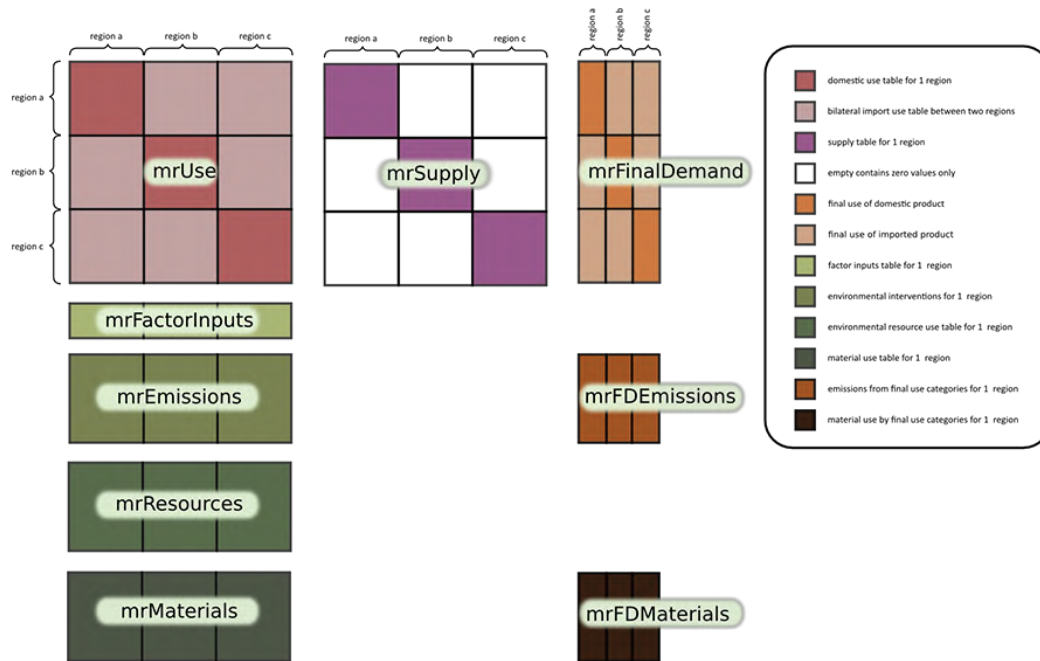 region a
region b
region c
region a
region b
region c
region a
region b
region c
region a
region b
region c
mrUse
mrSupply
mrFinalDemand
mrFactorInputs
mrEmissions
mrFDEmissions
mrResources
mrMaterials
mrFDMaterials
domestic use table for 1 region
bilateral import use table between two regions
supply table for 1 region
empty contains zero values only
final use of domestic product
final use of imported product
factor inputs table for 1 region
environmental interventions for 1 region
environmental resource use table for 1 region
material use table for 1 region
emissions from final use categories for 1 region
material use by final use categories for 1 region